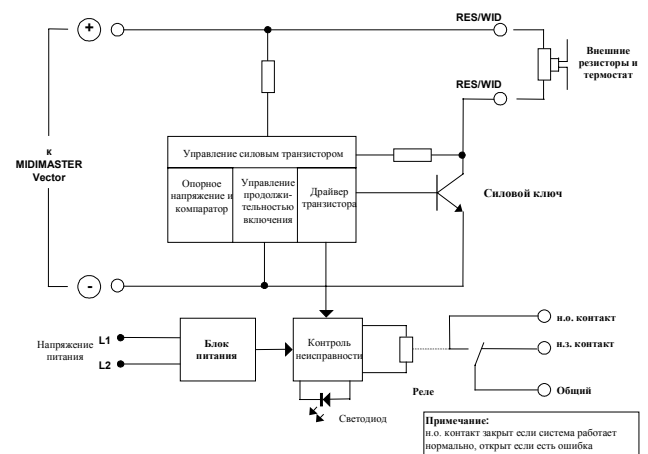 +
RES/WID
Внешние
резисторы и
термостат
RES/WID
к
MIDIMASTER
Vector
Управление силовым транзистором
Опорное
напряжение и
компаратор
Управление
продолжи-
тельностью
включения
Драйвер
транзистора
Силовой ключ
-
н.о. контакт
Напряжение
питания
L1
L2
Блок
питания
Контроль
неисправности
н.з. контакт
Реле
Общий
Светодиод
Примечание:
н.о. контакт закрыт если система работает
нормально, открыт если есть ошибка